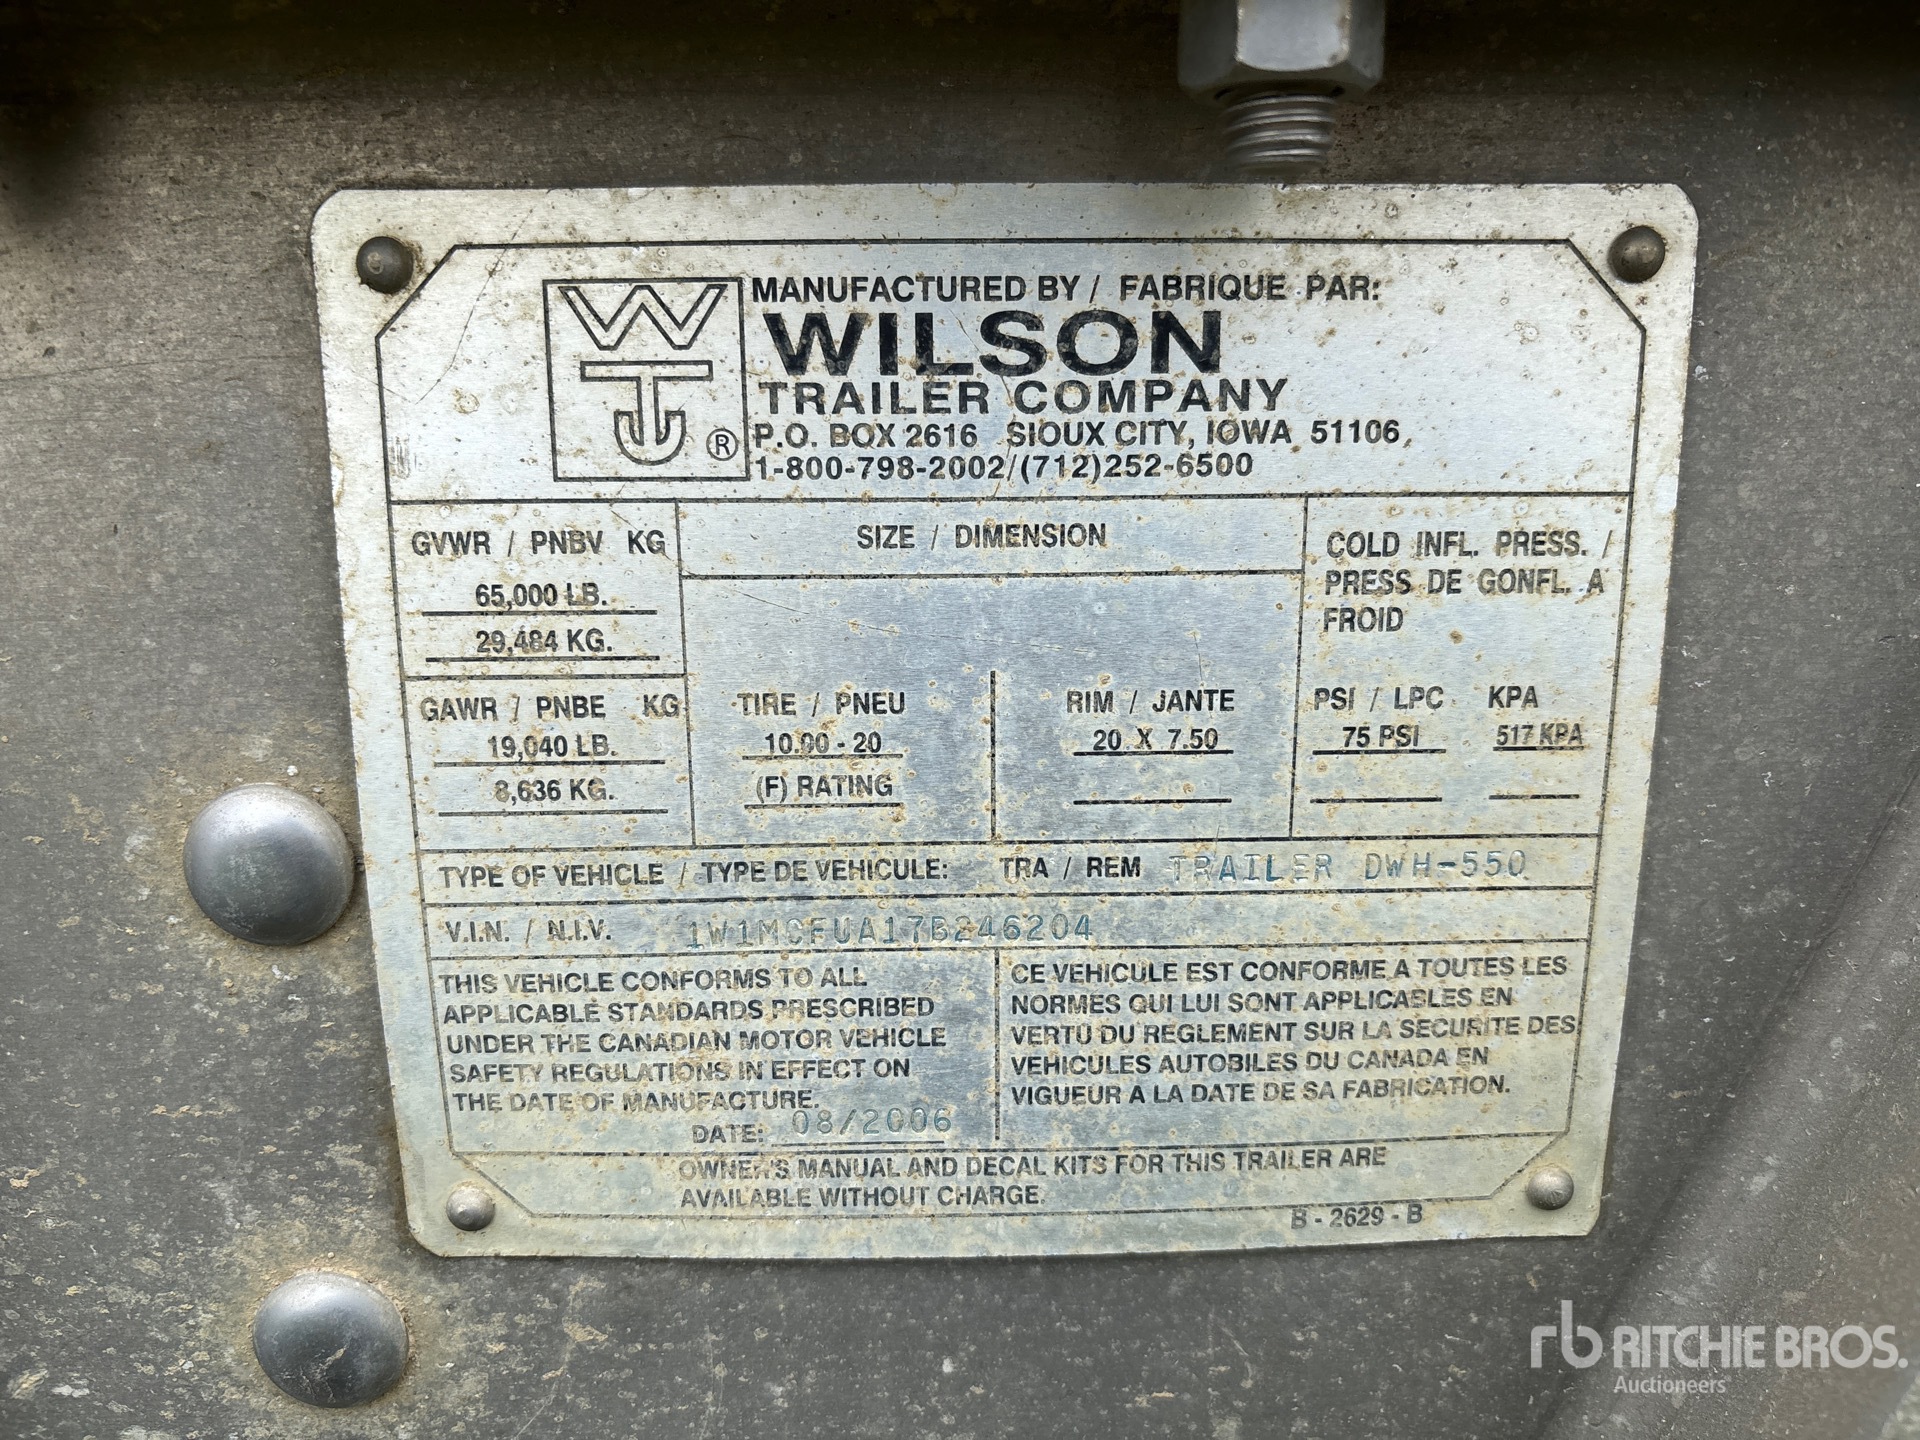 MANUFACTURED BY / FABRIQUE PAR:
WT ®
WILSON
TRAILER COMPANY
P.O. BOX 2616 SIOUX CITY, IOWA 51106
1-800-798-2002/(712)252-6500
GVWR / PNBV KG
65,000 LB.
29,484 KG.
GAWR / PNBE KG
19,040 LB.
8,636 KG.
SIZE / DIMENSION
TIRE / PNEU
10.00 - 20
(F) RATING
RIM / JANTE
20 X 7.50
COLD INFL. PRESS. /
PRESS DE GONFL. A
FROID
PSI / LPC KPA
75 PSI 517 KPA
TYPE OF VEHICLE / TYPE DE VEHICULE: TRA / REM TRAILER DWH-550
V.I.N. / N.I.V. 1W1MCFUA17B246204
THIS VEHICLE CONFORMS TO ALL
APPLICABLE STANDARDS PRESCRIBED
UNDER THE CANADIAN MOTOR VEHICLE
SAFETY REGULATIONS IN EFFECT ON
THE DATE OF MANUFACTURE.
DATE: 08/2006
CE VEHICULE EST CONFORME A TOUTES LES
NORMES QUI LUI SONT APPLICABLES EN
VERTU DU REGLEMENT SUR LA SECURITE DES
VEHICULES AUTOBILES DU CANADA EN
VIGUEUR A LA DATE DE SA FABRICATION.
OWNER'S MANUAL AND DECAL KITS FOR THIS TRAILER ARE
AVAILABLE WITHOUT CHARGE.
B - 2629 - B
rb RITCHIE BROS.
Auctioneers